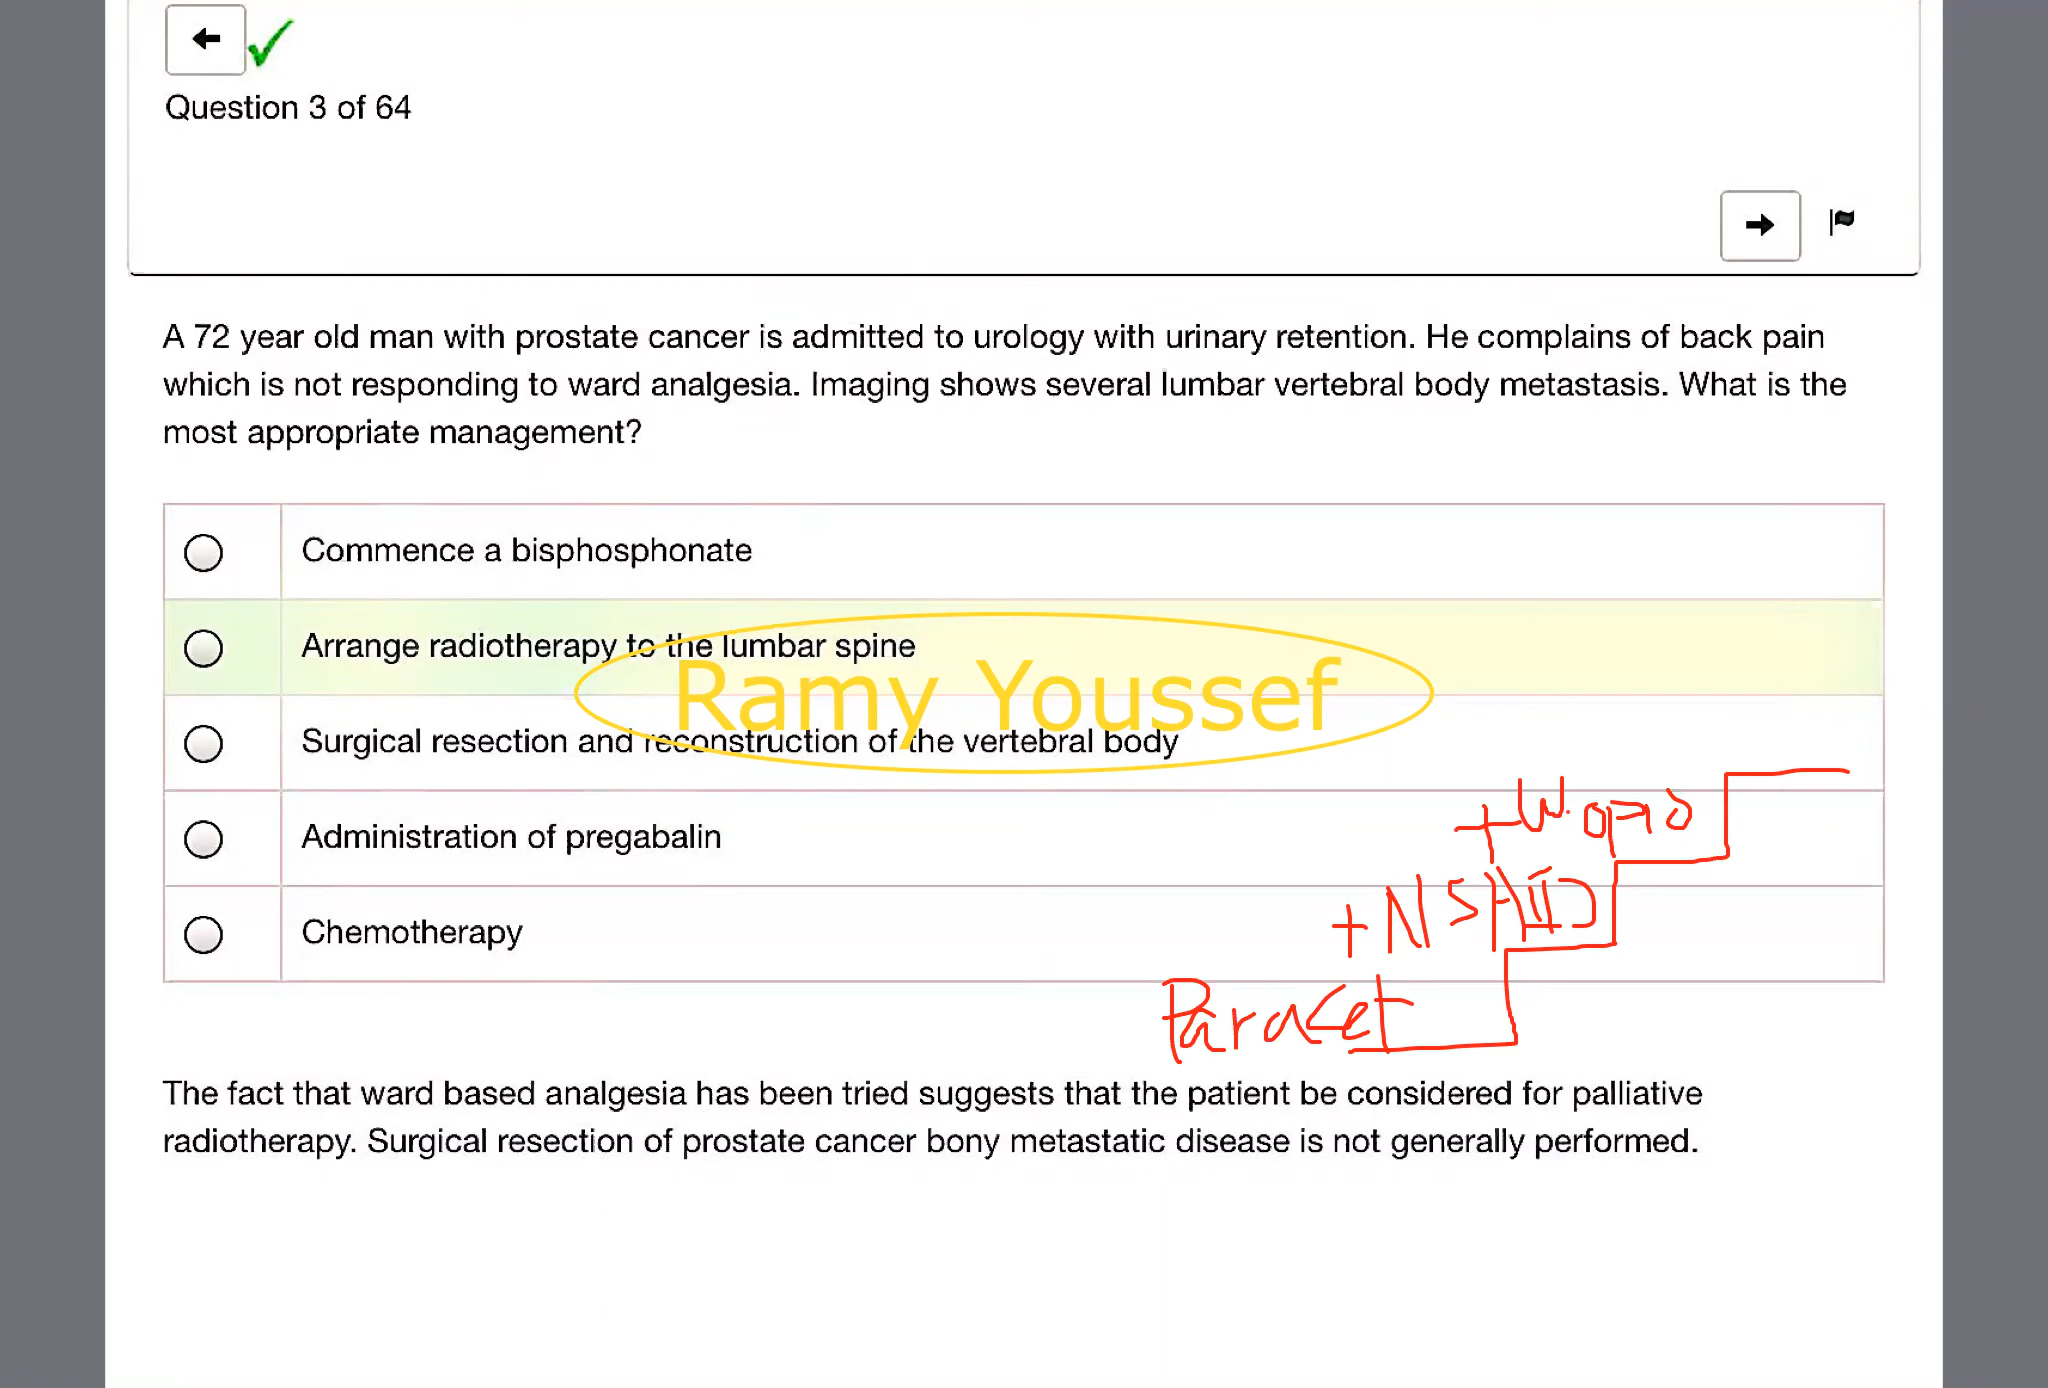 Question 3 of 64
A 72 year old man with prostate cancer is admitted to urology with urinary retention. He complains of back pain
which is not responding to ward analgesia. Imaging shows several lumbar vertebral body metastasis. What is the
most appropriate management?
Commence a bisphosphonate
Arrange radiotherapy to the lumbar spine
Ramy Youssef
Surgical resection and reconstruction of the vertebral body
+W. opio
Administration of pregabalin
+NSAID
Chemotherapy
Paracet
The fact that ward based analgesia has been tried suggests that the patient be considered for palliative
radiotherapy. Surgical resection of prostate cancer bony metastatic disease is not generally performed.